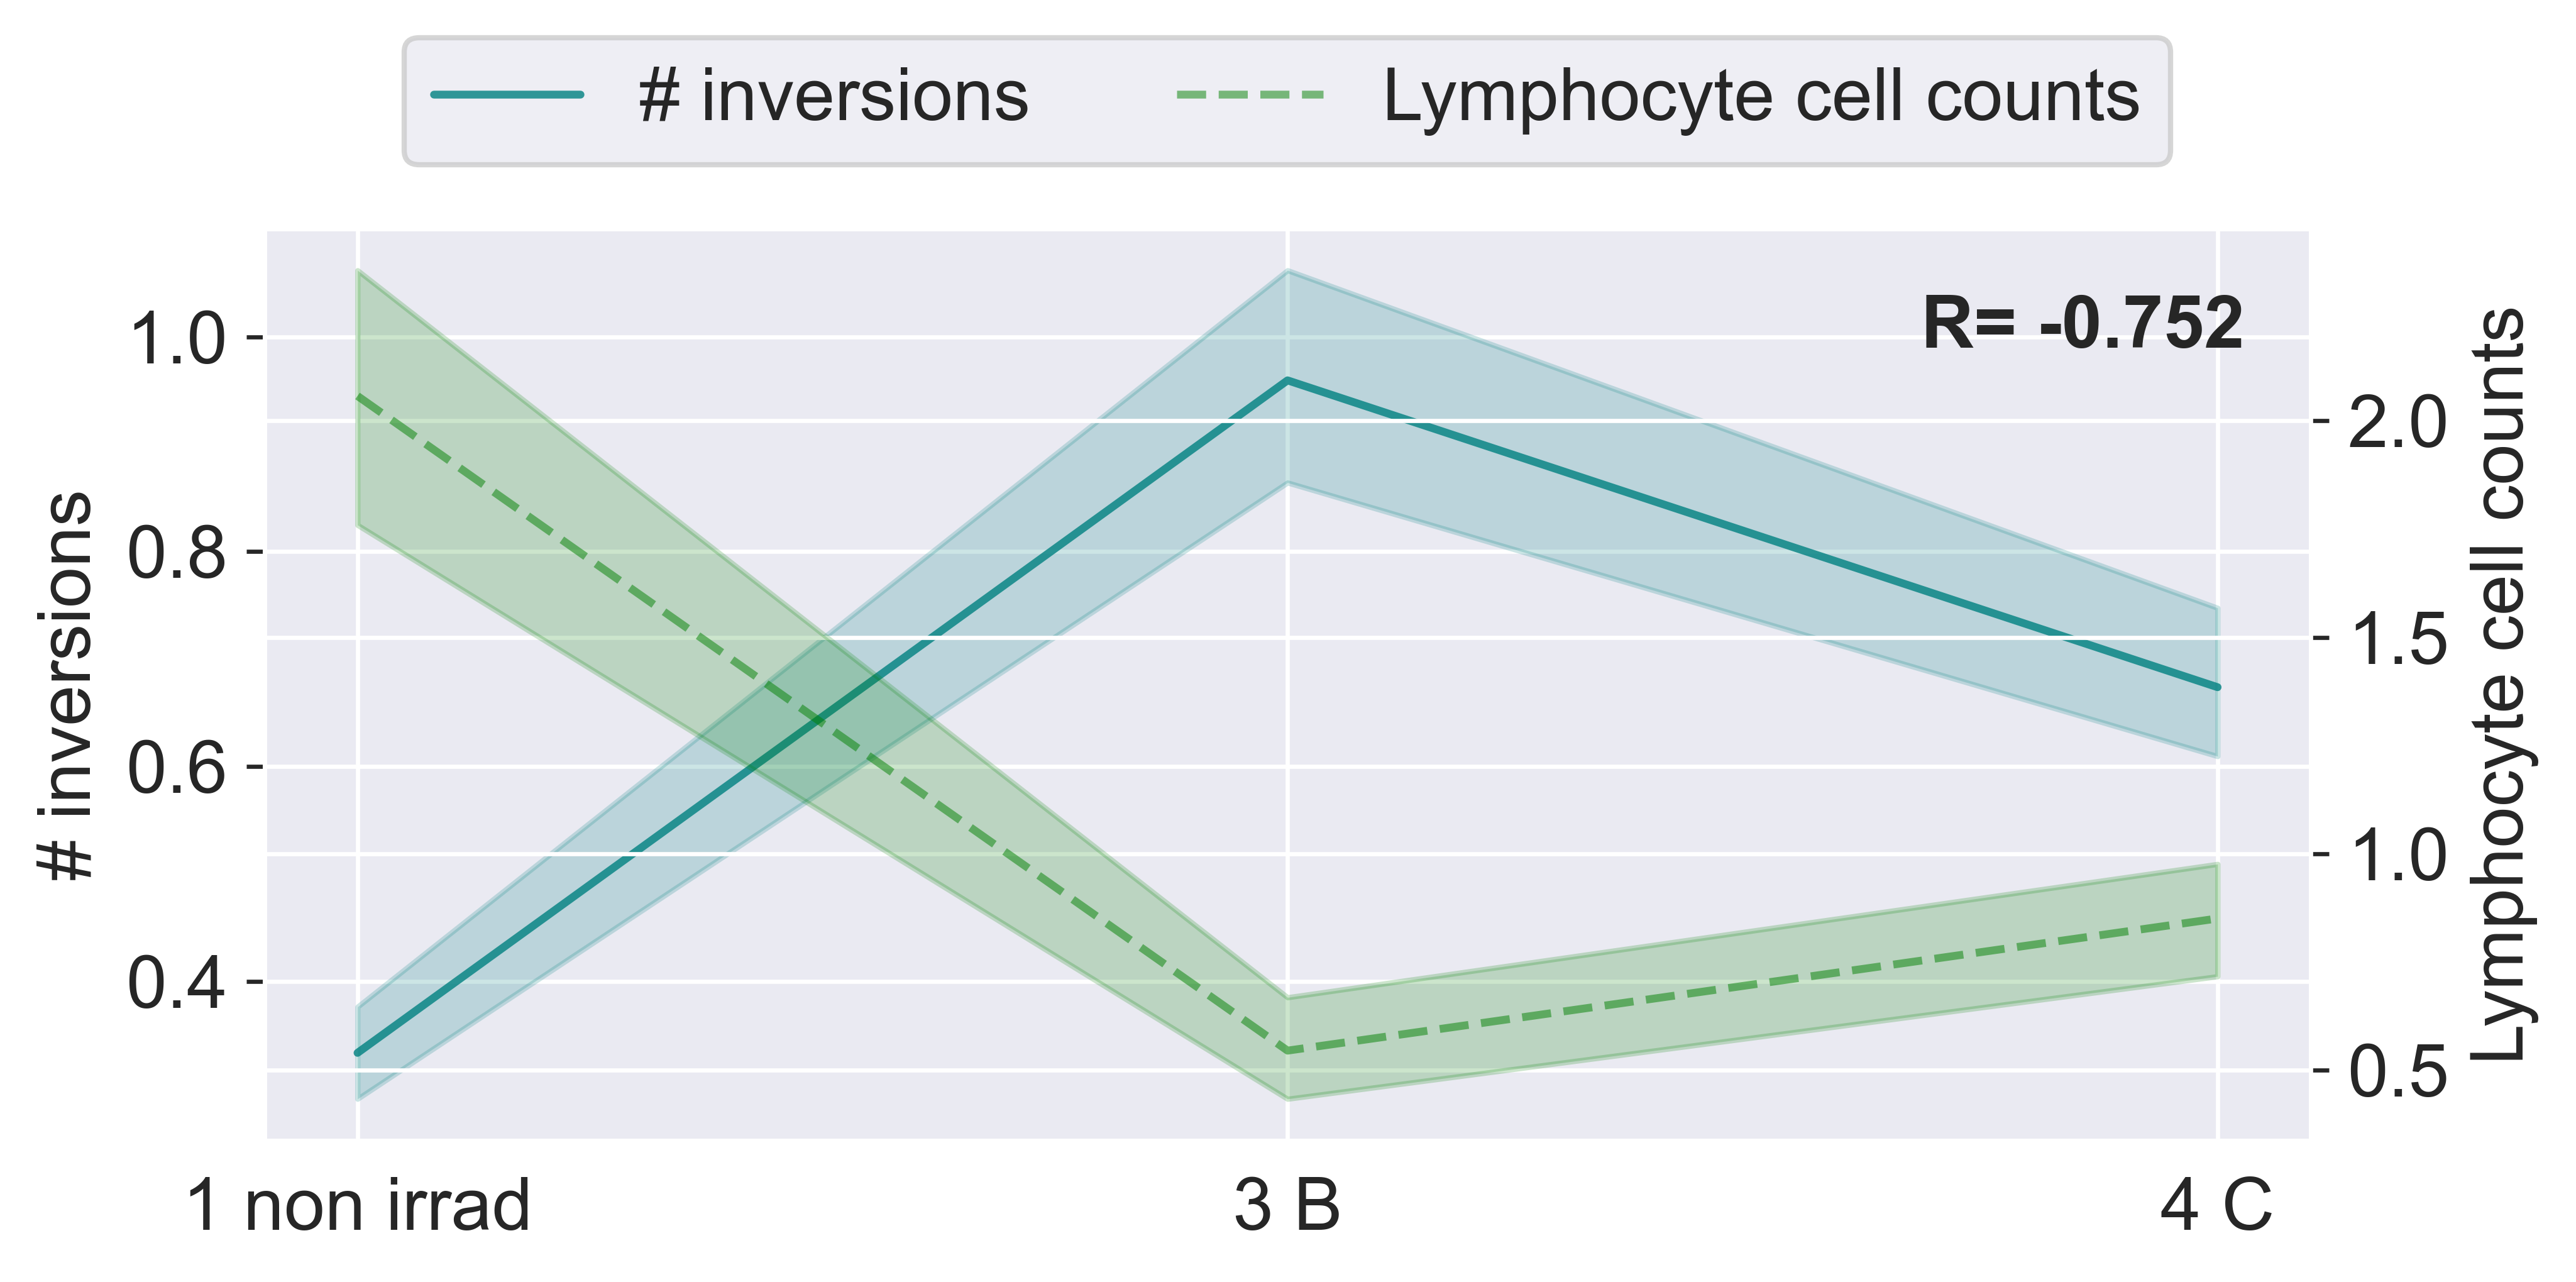 # inversions
Lymphocyte cell counts
R= -0.752
# inversions
1.0
0.8
0.6
0.4
Lymphocyte cell counts
2.0
1.5
1.0
0.5
1 non irrad
3 B
4 C